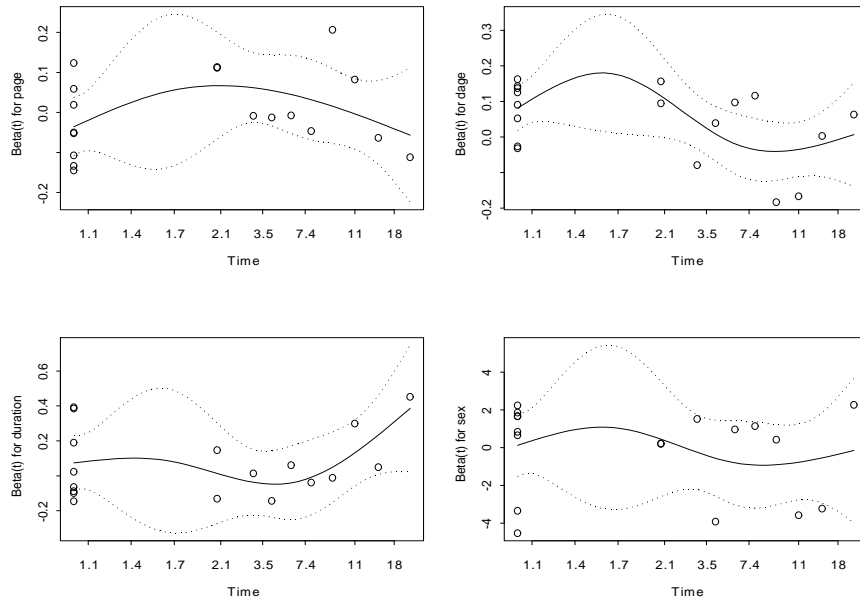 Beta(t) for page
0.2
0.1
0.0
-0.2
1.1 1.4 1.7 2.1 3.5 7.4 11 18
Time
Beta(t) for dage
0.3
0.2
0.1
0.0
-0.2
1.1 1.4 1.7 2.1 3.5 7.4 11 18
Time
Beta(t) for duration
0.6
0.4
0.2
-0.2
1.1 1.4 1.7 2.1 3.5 7.4 11 18
Time
Beta(t) for sex
4
2
0
-2
-4
1.1 1.4 1.7 2.1 3.5 7.4 11 18
Time